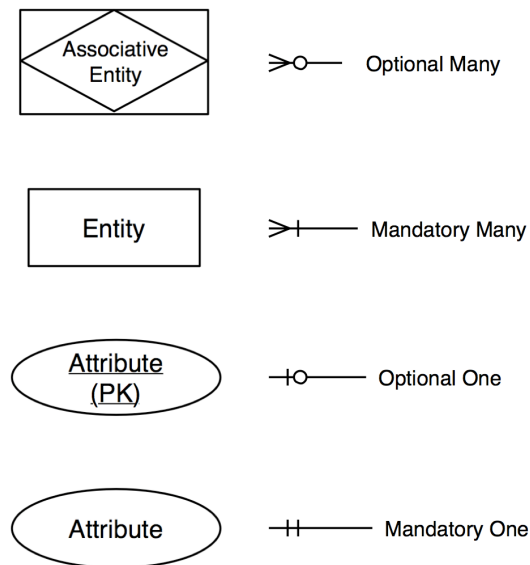 Associative
Entity
Optional Many
Entity
Mandatory Many
Attribute
(PK)
Optional One
Attribute
Mandatory One